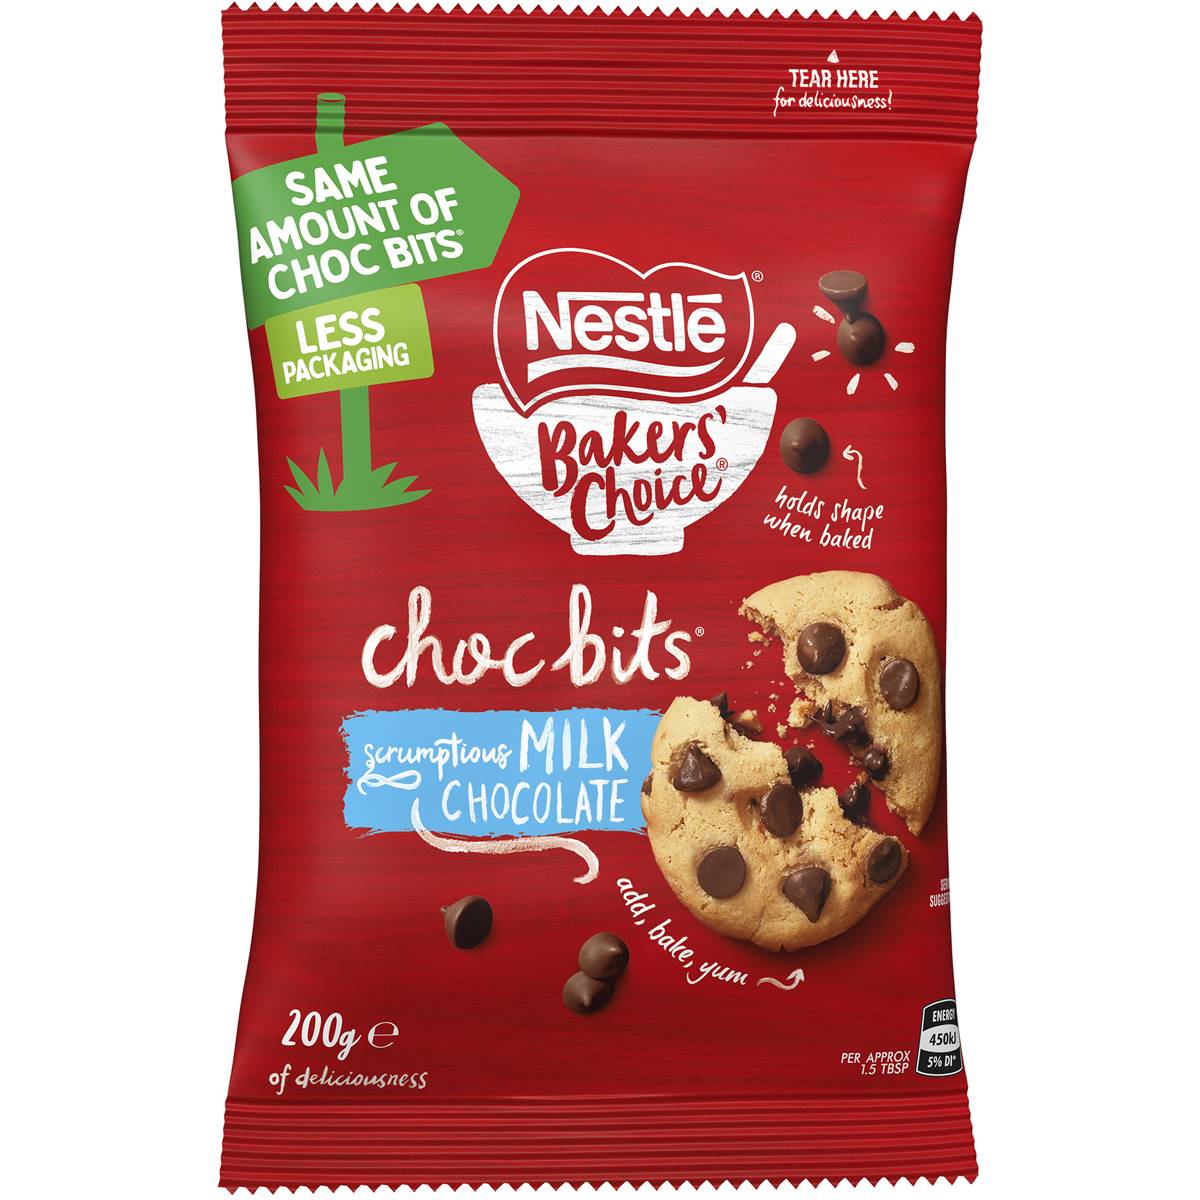 TEAR HERE
for deliciousness!
SAME
AMOUNT OF
CHOC BITS®
LESS
PACKAGING
Nestlē®
Bakers'
Choice®
holds shape
when baked
choc bits®
scrumptious MILK
CHOCOLATE
add, bake, yum
200g ℮
of deliciousness
PER APPROX
1.5 TBSP
ENERGY
450kJ
5% DI*